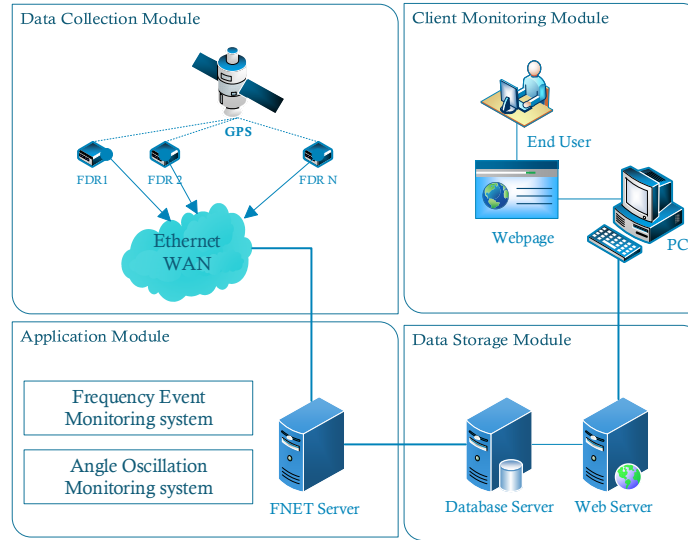 Data Collection Module
GPS
FDR1
FDR 2
FDR N
Ethernet
WAN
Client Monitoring Module
End User
Webpage
PC
Application Module
Frequency Event
Monitoring system
Angle Oscillation
Monitoring system
FNET Server
Data Storage Module
Database Server
Web Server